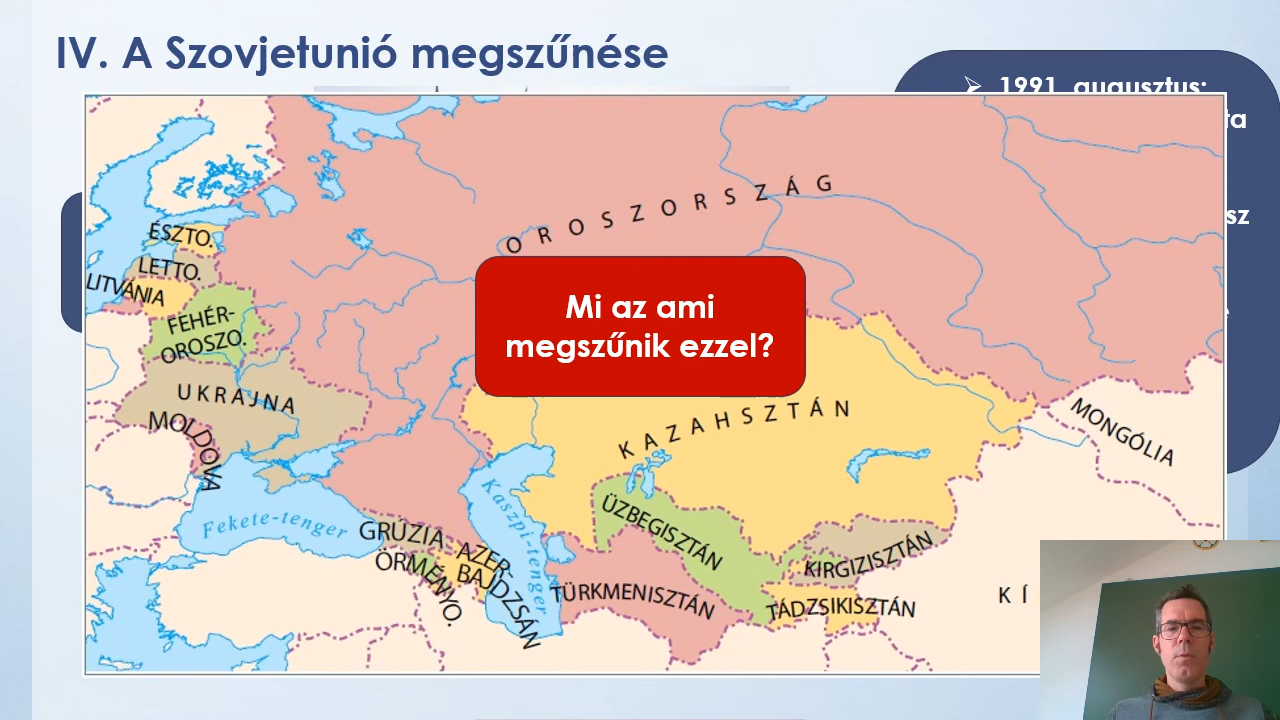 IV. A Szovjetunió megszűnése
1991. augusztus:
OROSZORSZÁG
ÉSZTO.
LETTO.
LITVÁNIA
FEHÉR-
OROSZO.
Mi az ami
megszűnik ezzel?
UKRAJNA
MOLDOVA
KAZAHSZTÁN
MONGÓLIA
Fekete-tenger
Kaszpi-tenger
GRÚZIA
ÖRMÉNYO.
AZER-
BAJDZSÁN
ÜZBEGISZTÁN
TÜRKMENISZTÁN
KIRGIZISZTÁN
TÁDZSIKISZTÁN
K Í